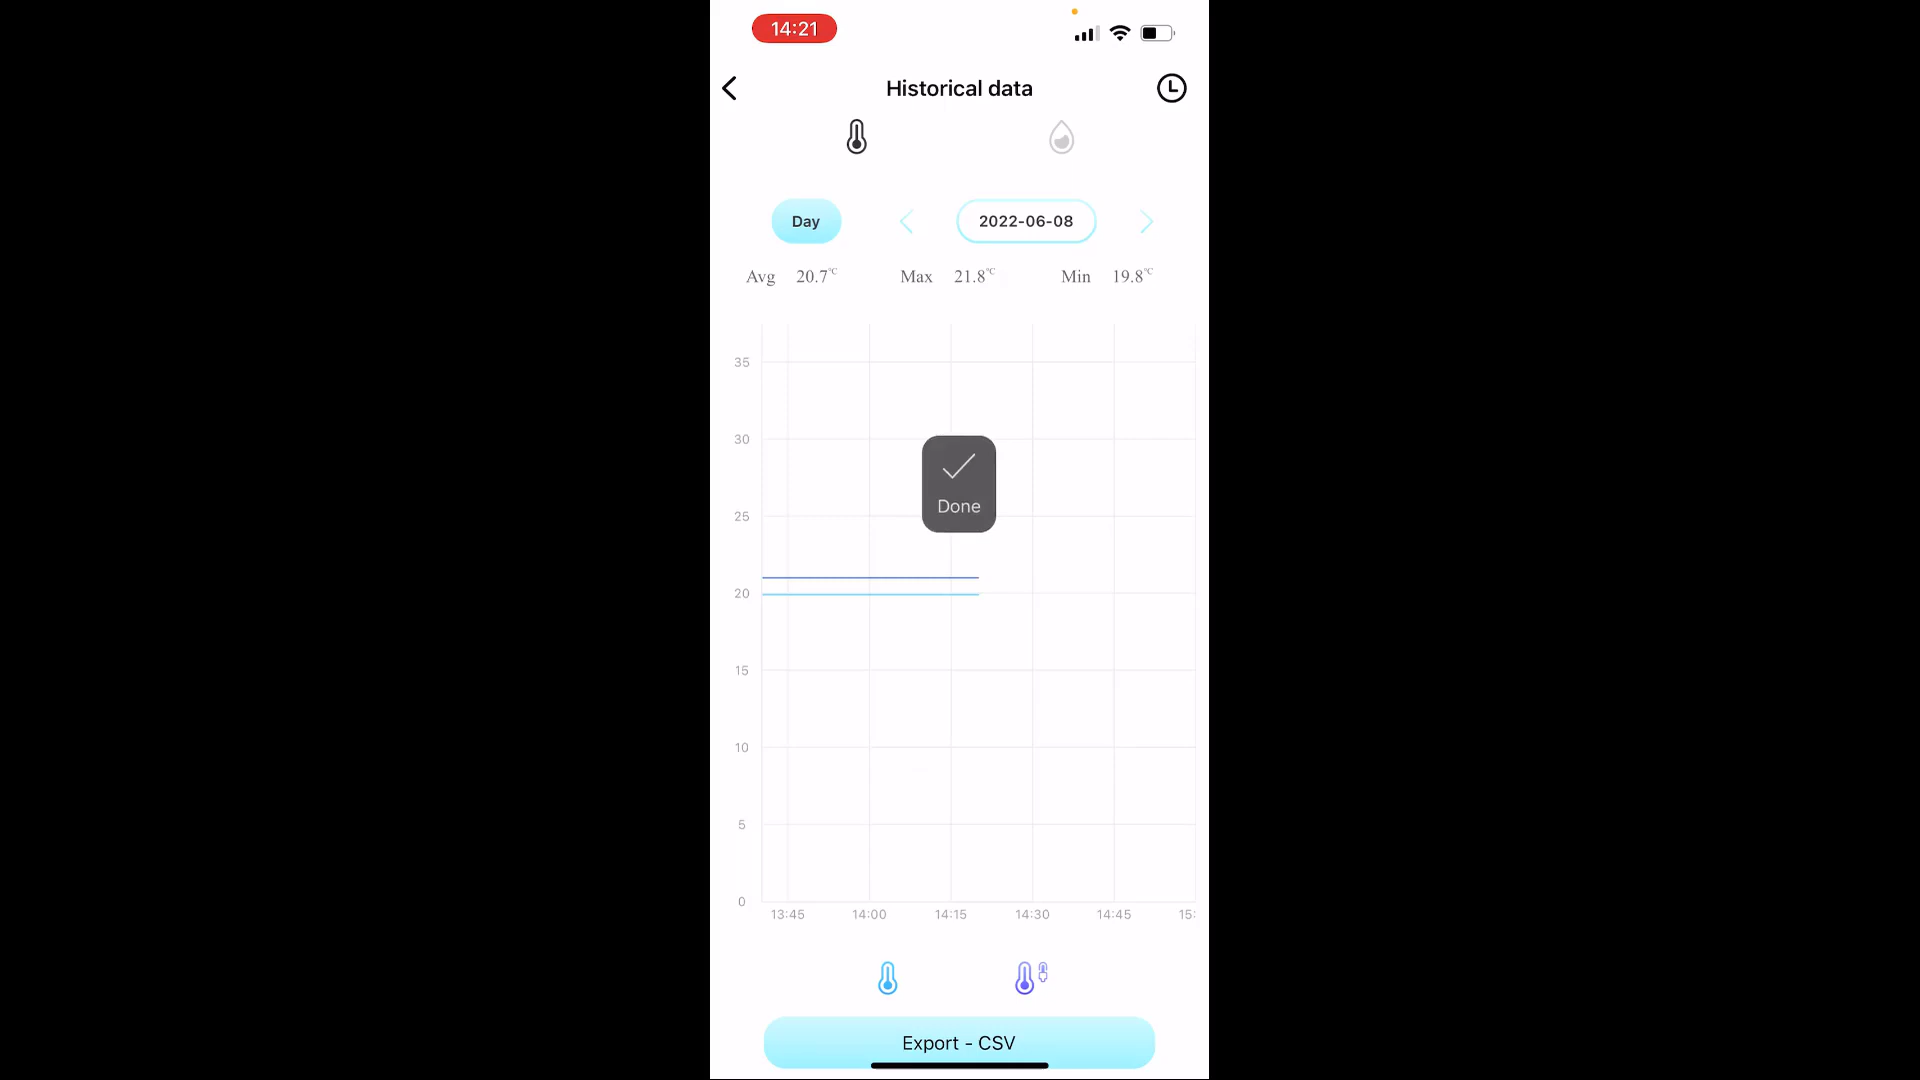 14:21
Historical data
Day
2022-06-08
Avg 20.7℃ Max 21.8℃ Min 19.8℃
35
30
25
20
15
10
5
0
Done
13:45 14:00 14:15 14:30 14:45 15:
Export - CSV